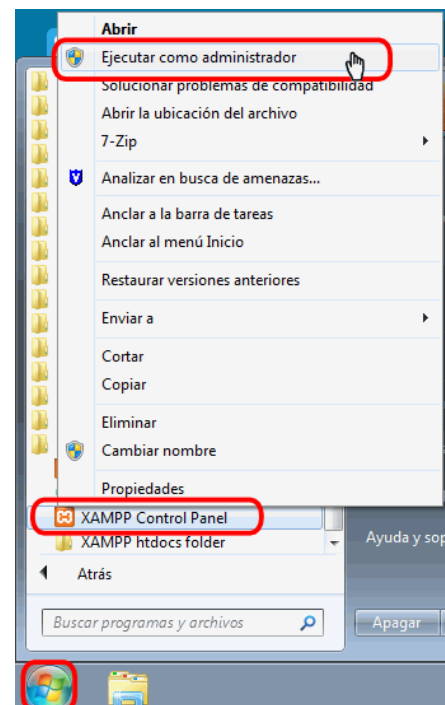 Abrir
Ejecutar como administrador
Solucionar problemas de compatibilidad
Abrir la ubicación del archivo
7-Zip
Analizar en busca de amenazas...
Anclar a la barra de tareas
Anclar al menú Inicio
Restaurar versiones anteriores
Enviar a
Cortar
Copiar
Eliminar
Cambiar nombre
Propiedades
XAMPP Control Panel
XAMPP htdocs folder
Ayuda y sop
Atrás
Buscar programas y archivos
Apagar